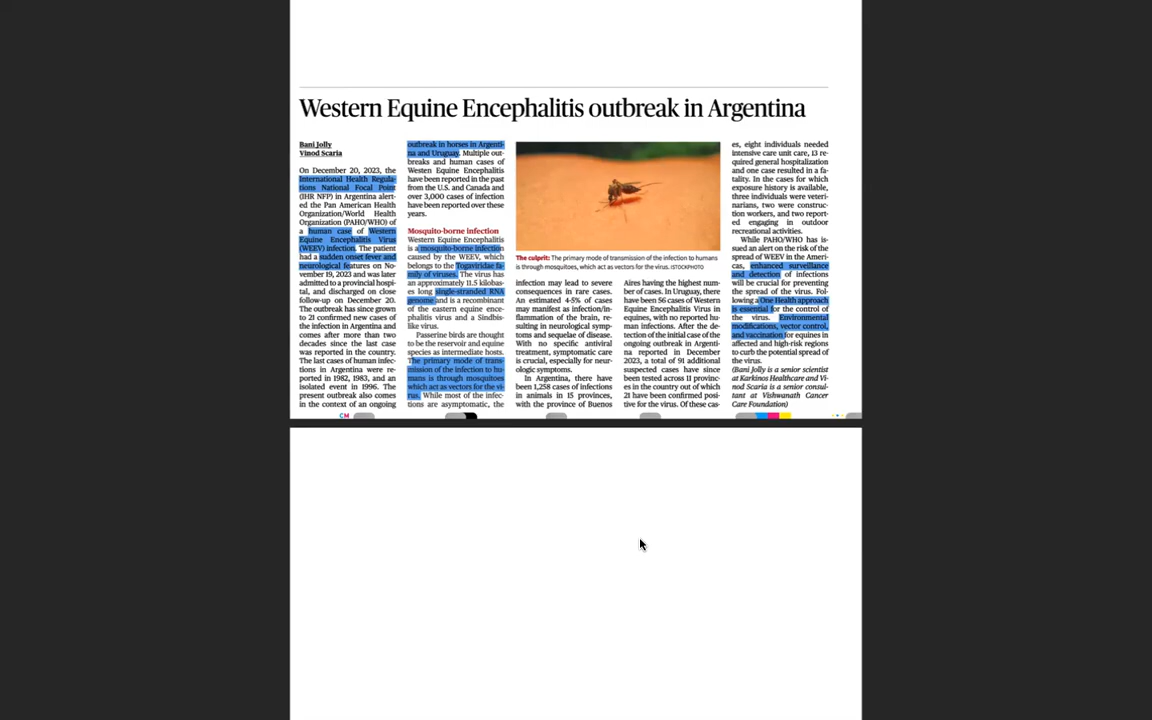 Western Equine Encephalitis outbreak in Argentina
Bani Jolly
Vinod Scaria
On December 20, 2023, the
International Health Regula-
tions National Focal Point
(IHR NFP) in Argentina alert-
ed the Pan American Health
Organization/World Health
Organization (PAHO/WHO) of
a human case of Western
Equine Encephalitis Virus
(WEEV) infection. The patient
had a sudden onset fever and
neurological features on No-
vember 19, 2023 and was later
admitted to a provincial hospi-
tal, and discharged on close
follow-up on December 20.
The outbreak has since grown
to 21 confirmed new cases of
the infection in Argentina and
comes after more than two
decades since the last case
was reported in the country.
The last cases of human infec-
tions in Argentina were re-
ported in 1982, 1983, and an
isolated event in 1996. The
present outbreak also comes
in the context of an ongoing
outbreak in horses in Argenti-
na and Uruguay. Multiple out-
breaks and human cases of
Westen Equine Encephalitis
have been reported in the past
from the U.S. and Canada and
over 3,000 cases of infection
have been reported over these
years.
Mosquito-borne infection
Western Equine Encephalitis
is a mosquito-borne infection
caused by the WEEV, which
belongs to the Togaviridae fa-
mily of viruses. The virus has
an approximately 11.5 kilobas-
es long single-stranded RNA
genome and is a recombinant
of the eastern equine ence-
phalitis virus and a Sindbis-
like virus.
Passerine birds are thought
to be the reservoir and equine
species as intermediate hosts.
The primary mode of trans-
mission of the infection to hu-
mans is through mosquitoes
which act as vectors for the vi-
rus. While most of the infec-
tions are asymptomatic, the
The culprit: The primary mode of transmission of the infection to humans
is through mosquitoes, which act as vectors for the virus. ISTOCKPHOTO
infection may lead to severe
consequences in rare cases.
An estimated 4-5% of cases
may manifest as infection/in-
flammation of the brain, re-
sulting in neurological symp-
toms and sequelae of disease.
With no specific antiviral
treatment, symptomatic care
is crucial, especially for neur-
ologic symptoms.
In Argentina, there have
been 1,258 cases of infections
in animals in 15 provinces,
with the province of Buenos
Aires having the highest num-
ber of cases. In Uruguay, there
have been 56 cases of Western
Equine Encephalitis Virus in
equines, with no reported hu-
man infections. After the de-
tection of the initial case of the
ongoing outbreak in Argenti-
na reported in December
2023, a total of 91 additional
suspected cases have since
been tested across 11 provinc-
es in the country out of which
21 have been confirmed posi-
tive for the virus. Of these cas-
es, eight individuals needed
intensive care unit care, 13 re-
quired general hospitalization
and one case resulted in a fa-
tality. In the cases for which
exposure history is available,
three individuals were veteri-
narians, two were construc-
tion workers, and two report-
ed engaging in outdoor
recreational activities.
While PAHO/WHO has is-
sued an alert on the risk of the
spread of WEEV in the Ameri-
cas, enhanced surveillance
and detection of infections
will be crucial for preventing
the spread of the virus. Fol-
lowing a One Health approach
is essential for the control of
the virus. Environmental
modifications, vector control,
and vaccination for equines in
affected and high-risk regions
to curb the potential spread of
the virus.
(Bani Jolly is a senior scientist
at Karkinos Healthcare and Vi-
nod Scaria is a senior consul-
tant at Vishwanath Cancer
Care Foundation)
CM